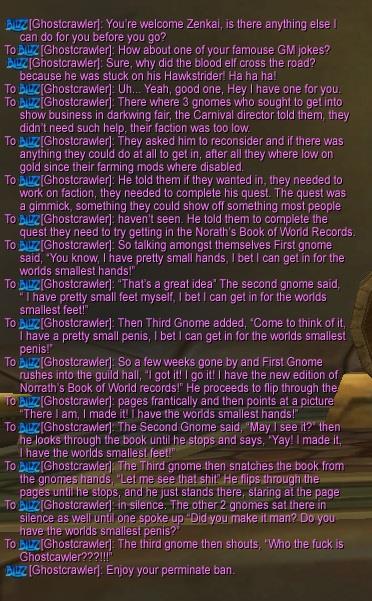 BLIZZ [Ghostcrawler]: You're welcome Zenkai, is there anything else I
can do for you before you go?
To BLIZZ [Ghostcrawler]: How about one of your famouse GM jokes?
BLIZZ [Ghostcrawler]: Sure, why did the blood elf cross the road?
because he was stuck on his Hawkstrider! Ha ha ha!
To BLIZZ [Ghostcrawler]: Uh... Yeah, good one, Hey I have one for you.
To BLIZZ [Ghostcrawler]: There where 3 gnomes who sought to get into
show business in darkwing fair, the Carnival director told them, they
didn't need such help, their faction was too low.
To BLIZZ [Ghostcrawler]: They asked him to reconsider and if there was
anything they could do at all to get in, after all they where low on
gold since their farming mods where disabled.
To BLIZZ [Ghostcrawler]: He told them if they wanted in, they needed to
work on faction, they needed to complete his quest. The quest was
a gimmick, something they could show off something most people
To BLIZZ [Ghostcrawler]: haven't seen. He told them to complete the
quest they need to try getting in the Norath's Book of World Records.
To BLIZZ [Ghostcrawler]: So talking amongst themselves First gnome
said, "You know, I have pretty small hands, I bet I can get in for the
worlds smallest hands!"
To BLIZZ [Ghostcrawler]: "That's a great idea" The second gnome said,
" I have pretty small feet myself, I bet I can get in for the worlds
smallest feet!"
To BLIZZ [Ghostcrawler]: Then Third Gnome added, "Come to think of it,
I have a pretty small penis, I bet I can get in for the worlds smallest
penis!"
To BLIZZ [Ghostcrawler]: So a few weeks gone by and First Gnome
rushes into the guild hall, "I got it! I go it! I have the new edition of
Norrath's Book of World records!" He proceeds to flip through the
To BLIZZ [Ghostcrawler]: pages frantically and then points at a picture
"There I am, I made it! I have the worlds smallest hands!"
To BLIZZ [Ghostcrawler]: The Second Gnome said, "May I see it?" then
he looks through the book until he stops and says, "Yay! I made it,
I have the worlds smallest feet!"
To BLIZZ [Ghostcrawler]: The Third gnome then snatches the book from
the gnomes hands, "Let me see that shit" He flips through the
pages until he stops, and he just stands there, staring at the page
To BLIZZ [Ghostcrawler]: in silence. The other 2 gnomes sat there in
silence as well until one spoke up "Did you make it man? Do you
have the worlds smallest penis?"
To BLIZZ [Ghostcrawler]: The third gnome then shouts, "Who the fuck is
Ghostcawler???!!!"
BLIZZ [Ghostcrawler]: Enjoy your perminate ban.